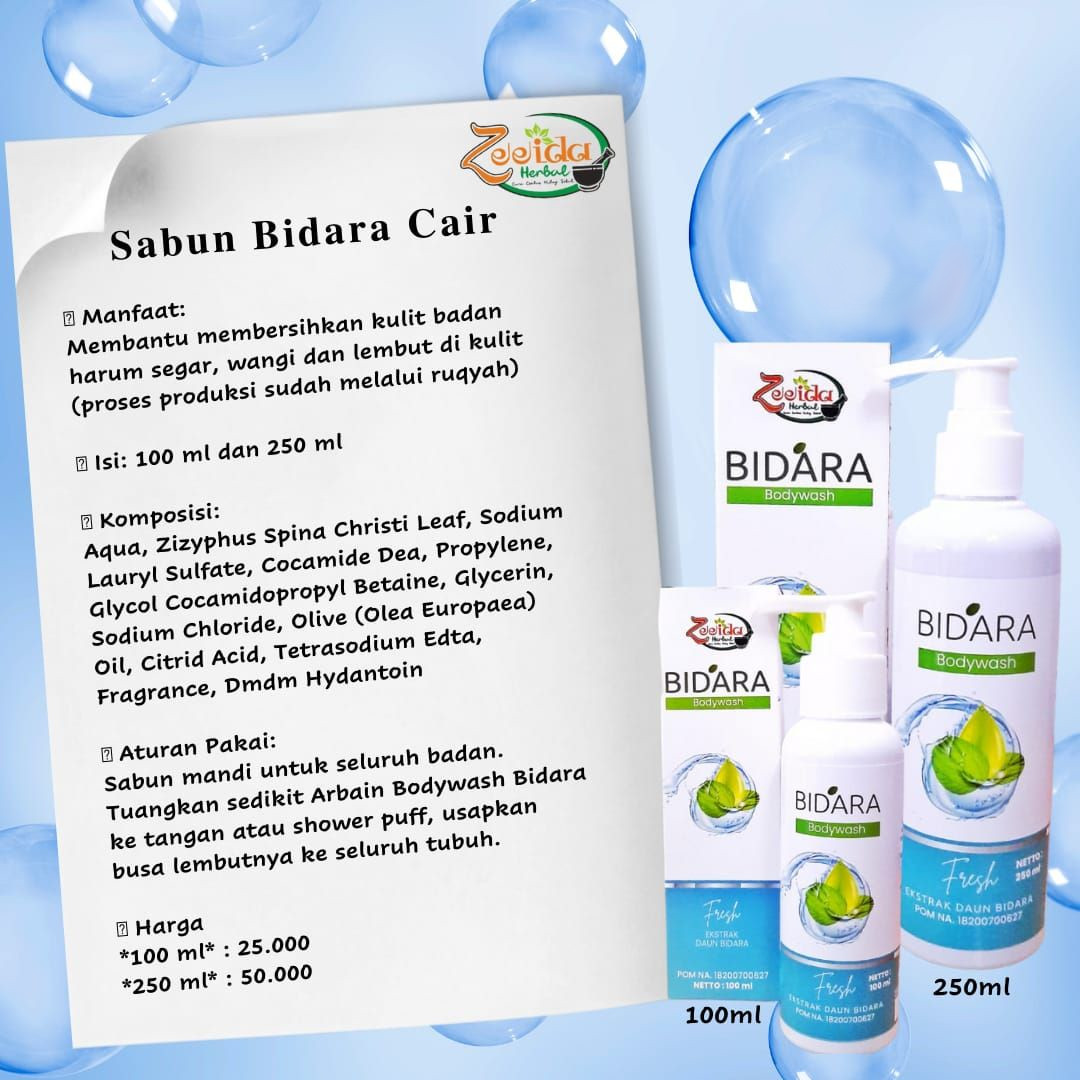 Zeeida
Herbal
Sabun Bidara Cair
Manfaat:
Membantu membersihkan kulit badan
harum segar, wangi dan lembut di kulit
(proses produksi sudah melalui ruqyah)
Isi: 100 ml dan 250 ml
Komposisi:
Aqua, Zizyphus Spina Christi Leaf, Sodium
Lauryl Sulfate, Cocamide Dea, Propylene,
Glycol Cocamidopropyl Betaine, Glycerin,
Sodium Chloride, Olive (Olea Europaea)
Oil, Citrid Acid, Tetrasodium Edta,
Fragrance, Dmdm Hydantoin
Aturan Pakai:
Sabun mandi untuk seluruh badan.
Tuangkan sedikit Arbain Bodywash Bidara
ke tangan atau shower puff, usapkan
busa lembutnya ke seluruh tubuh.
Harga
*100 ml* : 25.000
*250 ml* : 50.000
Zeeida
Herbal
BIDARA
Bodywash
BIDARA
Bodywash
Fresh
NETTO:
250 ml
EKSTRAK DAUN BIDARA
POM NA. 18200700627
250ml
Zeeida
Herbal
BIDARA
Bodywash
Fresh
EKSTRAK
DAUN BIDARA
POM NA. 18200700627
NETTO : 100 ml
100ml
BIDARA
Bodywash
Fresh
NETTO :
100 ml
EKSTRAK DAUN BIDARA
POM NA. 18200700627